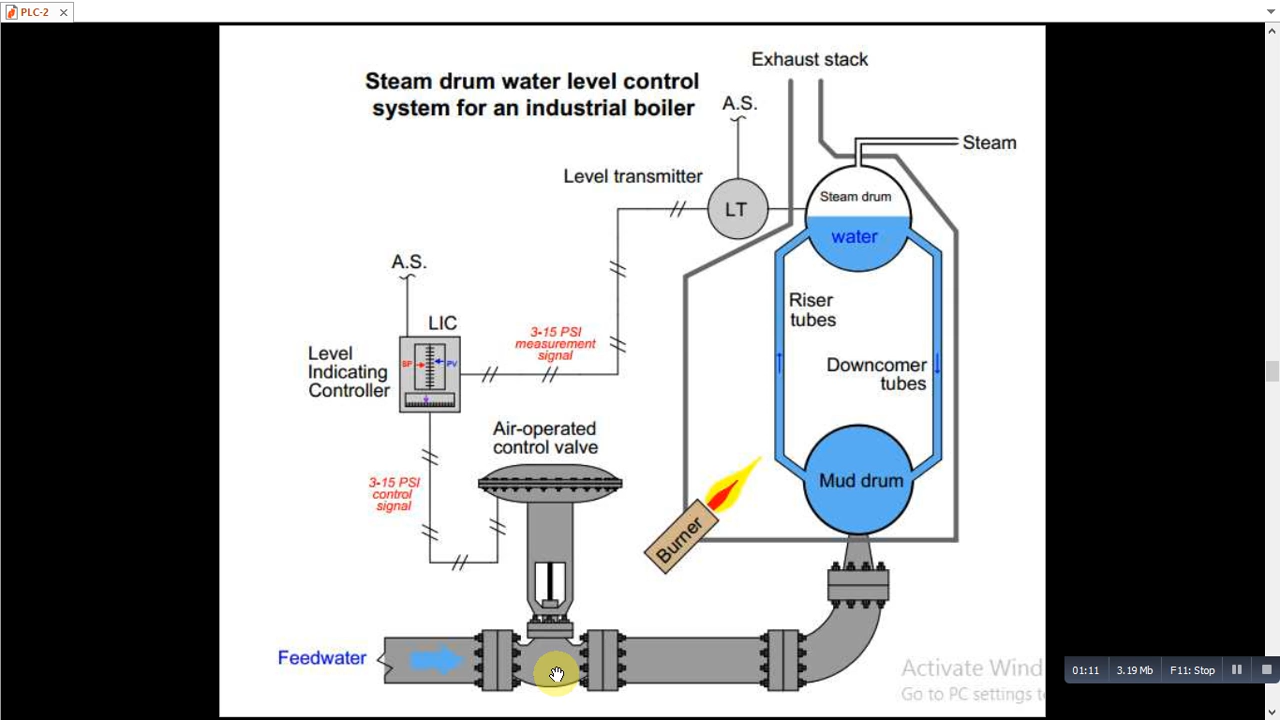 PLC-2
Exhaust stack
Steam drum water level control
system for an industrial boiler
A.S.
Steam
Level transmitter
LT
Steam drum
water
A.S.
LIC
Riser
tubes
3-15 PSI
measurement
signal
Level
Indicating
Controller
SP
PV
Downcomer
tubes
Air-operated
control valve
3-15 PSI
control
signal
Mud drum
Burner
Feedwater
Activate Wind
Go to PC settings t
01:11
3.19 Mb
F11: Stop